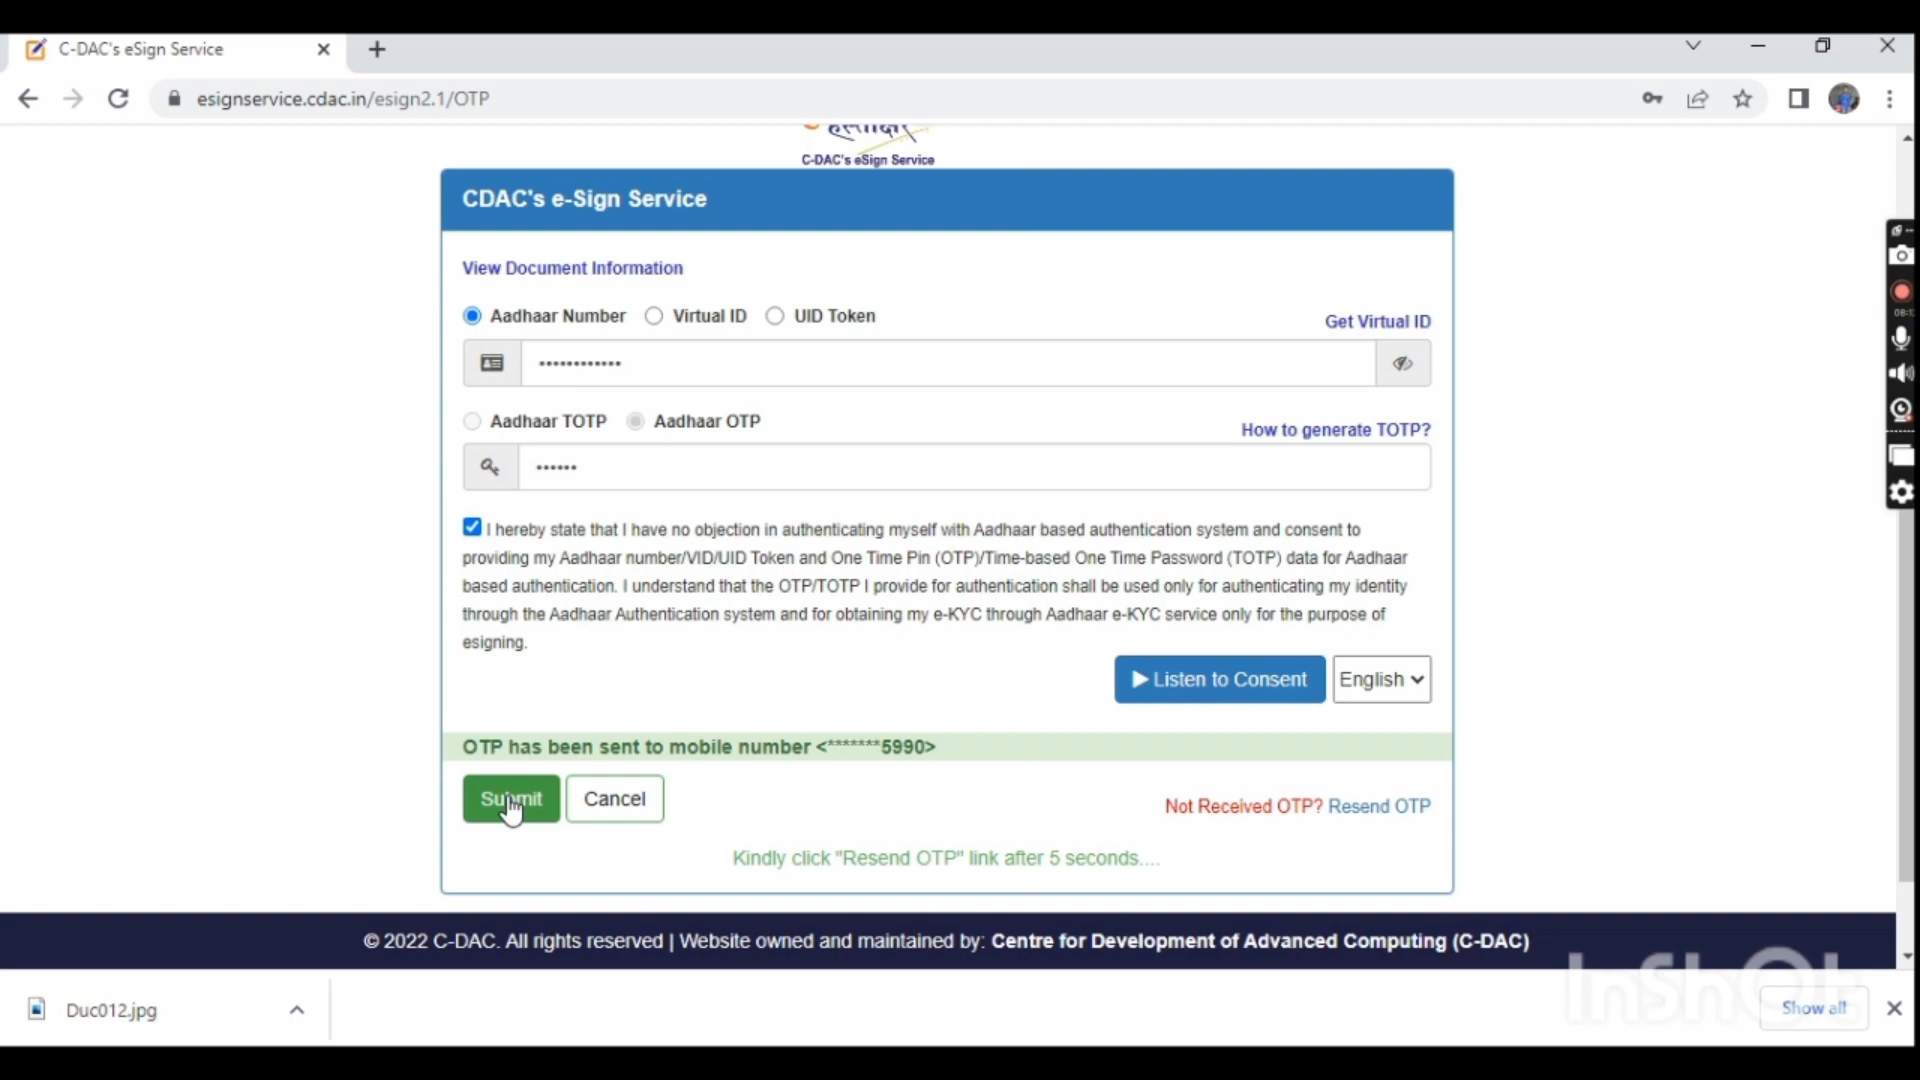 C-DAC's eSign Service
esignservice.cdac.in/esign2.1/OTP
हस्ताक्षर
C-DAC's eSign Service
CDAC's e-Sign Service
View Document Information
Aadhaar Number Virtual ID UID Token Get Virtual ID
••••••••••••
Aadhaar TOTP Aadhaar OTP How to generate TOTP?
••••••
I hereby state that I have no objection in authenticating myself with Aadhaar based authentication system and consent to
providing my Aadhaar number/VID/UID Token and One Time Pin (OTP)/Time-based One Time Password (TOTP) data for Aadhaar
based authentication. I understand that the OTP/TOTP I provide for authentication shall be used only for authenticating my identity
through the Aadhaar Authentication system and for obtaining my e-KYC through Aadhaar e-KYC service only for the purpose of
esigning.
Listen to Consent English
OTP has been sent to mobile number <*******5990>
Submit Cancel Not Received OTP? Resend OTP
Kindly click "Resend OTP" link after 5 seconds....
© 2022 C-DAC. All rights reserved | Website owned and maintained by: Centre for Development of Advanced Computing (C-DAC)
InShOt
Duc012.jpg Show all